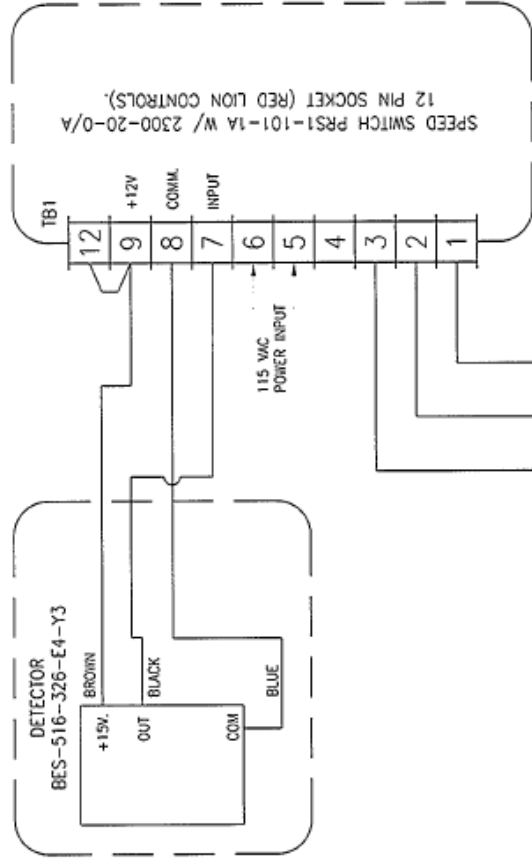 SPEED SWITCH PRS1-101-1A W/ 2300-20-0/A
12 PIN SOCKET (RED LION CONTROLS).
TB1
12
9 +12V
8 COMM.
7 INPUT
6
5
4
3
2
1
115 VAC
POWER INPUT
DETECTOR
BES-516-326-E4-Y3
+15V. BROWN
OUT BLACK
COM BLUE